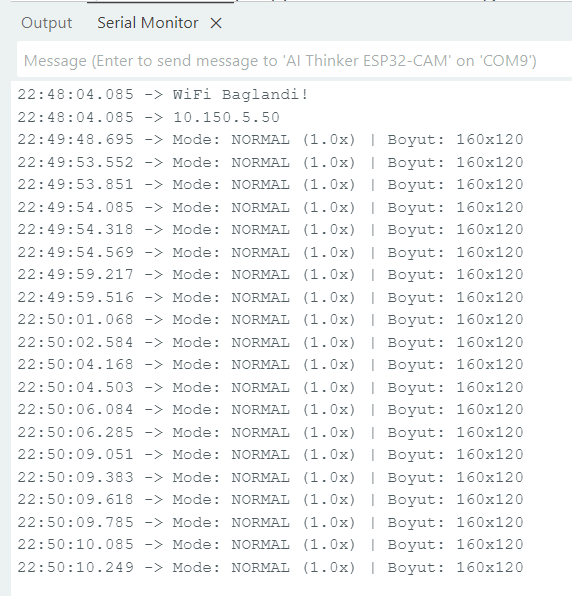 Output Serial Monitor ×
Message (Enter to send message to 'AI Thinker ESP32-CAM' on 'COM9')
22:48:04.085 -> WiFi Baglandi!
22:48:04.085 -> 10.150.5.50
22:49:48.695 -> Mode: NORMAL (1.0x) | Boyut: 160x120
22:49:53.552 -> Mode: NORMAL (1.0x) | Boyut: 160x120
22:49:53.851 -> Mode: NORMAL (1.0x) | Boyut: 160x120
22:49:54.085 -> Mode: NORMAL (1.0x) | Boyut: 160x120
22:49:54.318 -> Mode: NORMAL (1.0x) | Boyut: 160x120
22:49:54.569 -> Mode: NORMAL (1.0x) | Boyut: 160x120
22:49:59.217 -> Mode: NORMAL (1.0x) | Boyut: 160x120
22:49:59.516 -> Mode: NORMAL (1.0x) | Boyut: 160x120
22:50:01.068 -> Mode: NORMAL (1.0x) | Boyut: 160x120
22:50:02.584 -> Mode: NORMAL (1.0x) | Boyut: 160x120
22:50:04.168 -> Mode: NORMAL (1.0x) | Boyut: 160x120
22:50:04.503 -> Mode: NORMAL (1.0x) | Boyut: 160x120
22:50:06.084 -> Mode: NORMAL (1.0x) | Boyut: 160x120
22:50:06.285 -> Mode: NORMAL (1.0x) | Boyut: 160x120
22:50:09.051 -> Mode: NORMAL (1.0x) | Boyut: 160x120
22:50:09.383 -> Mode: NORMAL (1.0x) | Boyut: 160x120
22:50:09.618 -> Mode: NORMAL (1.0x) | Boyut: 160x120
22:50:09.785 -> Mode: NORMAL (1.0x) | Boyut: 160x120
22:50:10.085 -> Mode: NORMAL (1.0x) | Boyut: 160x120
22:50:10.249 -> Mode: NORMAL (1.0x) | Boyut: 160x120